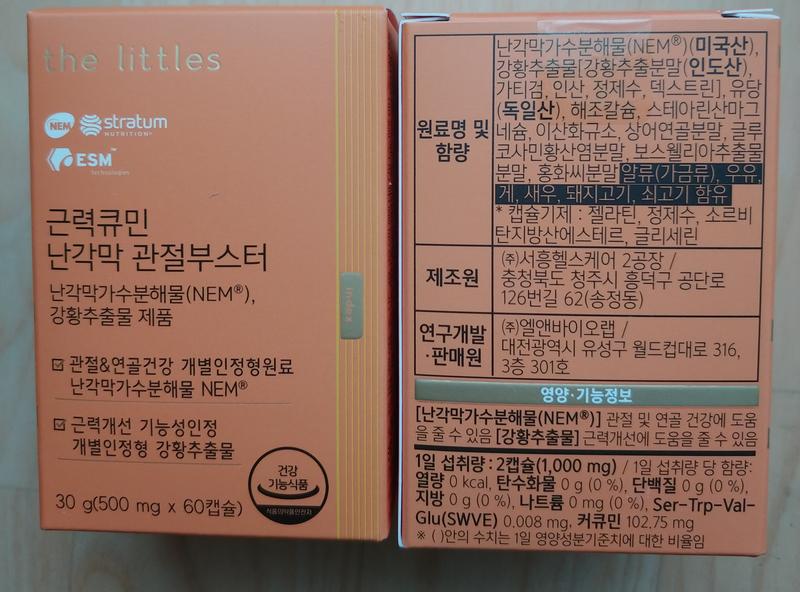 the littles
NEM stratum
NUTRITION®
ESM™
technologies
근력큐민
난각막 관절부스터
난각막가수분해물(NEM®),
강황추출물 제품
index
관절&연골건강 개별인정형원료
난각막가수분해물 NEM®
근력개선 기능성인정
개별인정형 강황추출물
건강
기능식품
식품의약품안전처
30 g(500 mg x 60캡슐)
원료명 및
함량
난각막가수분해물(NEM®)(미국산),
강황추출물[강황추출분말(인도산),
가티검, 인산, 정제수, 덱스트린], 유당
(독일산), 해조칼슘, 스테아린산마그
네슘, 이산화규소, 상어연골분말, 글루
코사민황산염분말, 보스웰리아추출물
분말, 홍화씨분말 알류(가금류), 우유,
게, 새우, 돼지고기, 쇠고기 함유
* 캡슐기제 : 젤라틴, 정제수, 소르비
탄지방산에스테르, 글리세린
제조원
㈜서흥헬스케어 2공장 /
충청북도 청주시 흥덕구 공단로
126번길 62(송정동)
연구개발
·판매원
㈜엘앤바이오랩 /
대전광역시 유성구 월드컵대로 316,
3층 301호
영양·기능정보
[난각막가수분해물(NEM®)] 관절 및 연골 건강에 도움
을 줄 수 있음 [강황추출물] 근력개선에 도움을 줄 수 있음
1일 섭취량 : 2캡슐(1,000 mg) / 1일 섭취량 당 함량:
열량 0 kcal, 탄수화물 0 g (0 %), 단백질 0 g (0 %),
지방 0 g (0 %), 나트륨 0 mg (0 %), Ser-Trp-Val-
Glu(SWVE) 0.008 mg, 커큐민 102.75 mg
※ ( )안의 수치는 1일 영양성분기준치에 대한 비율임